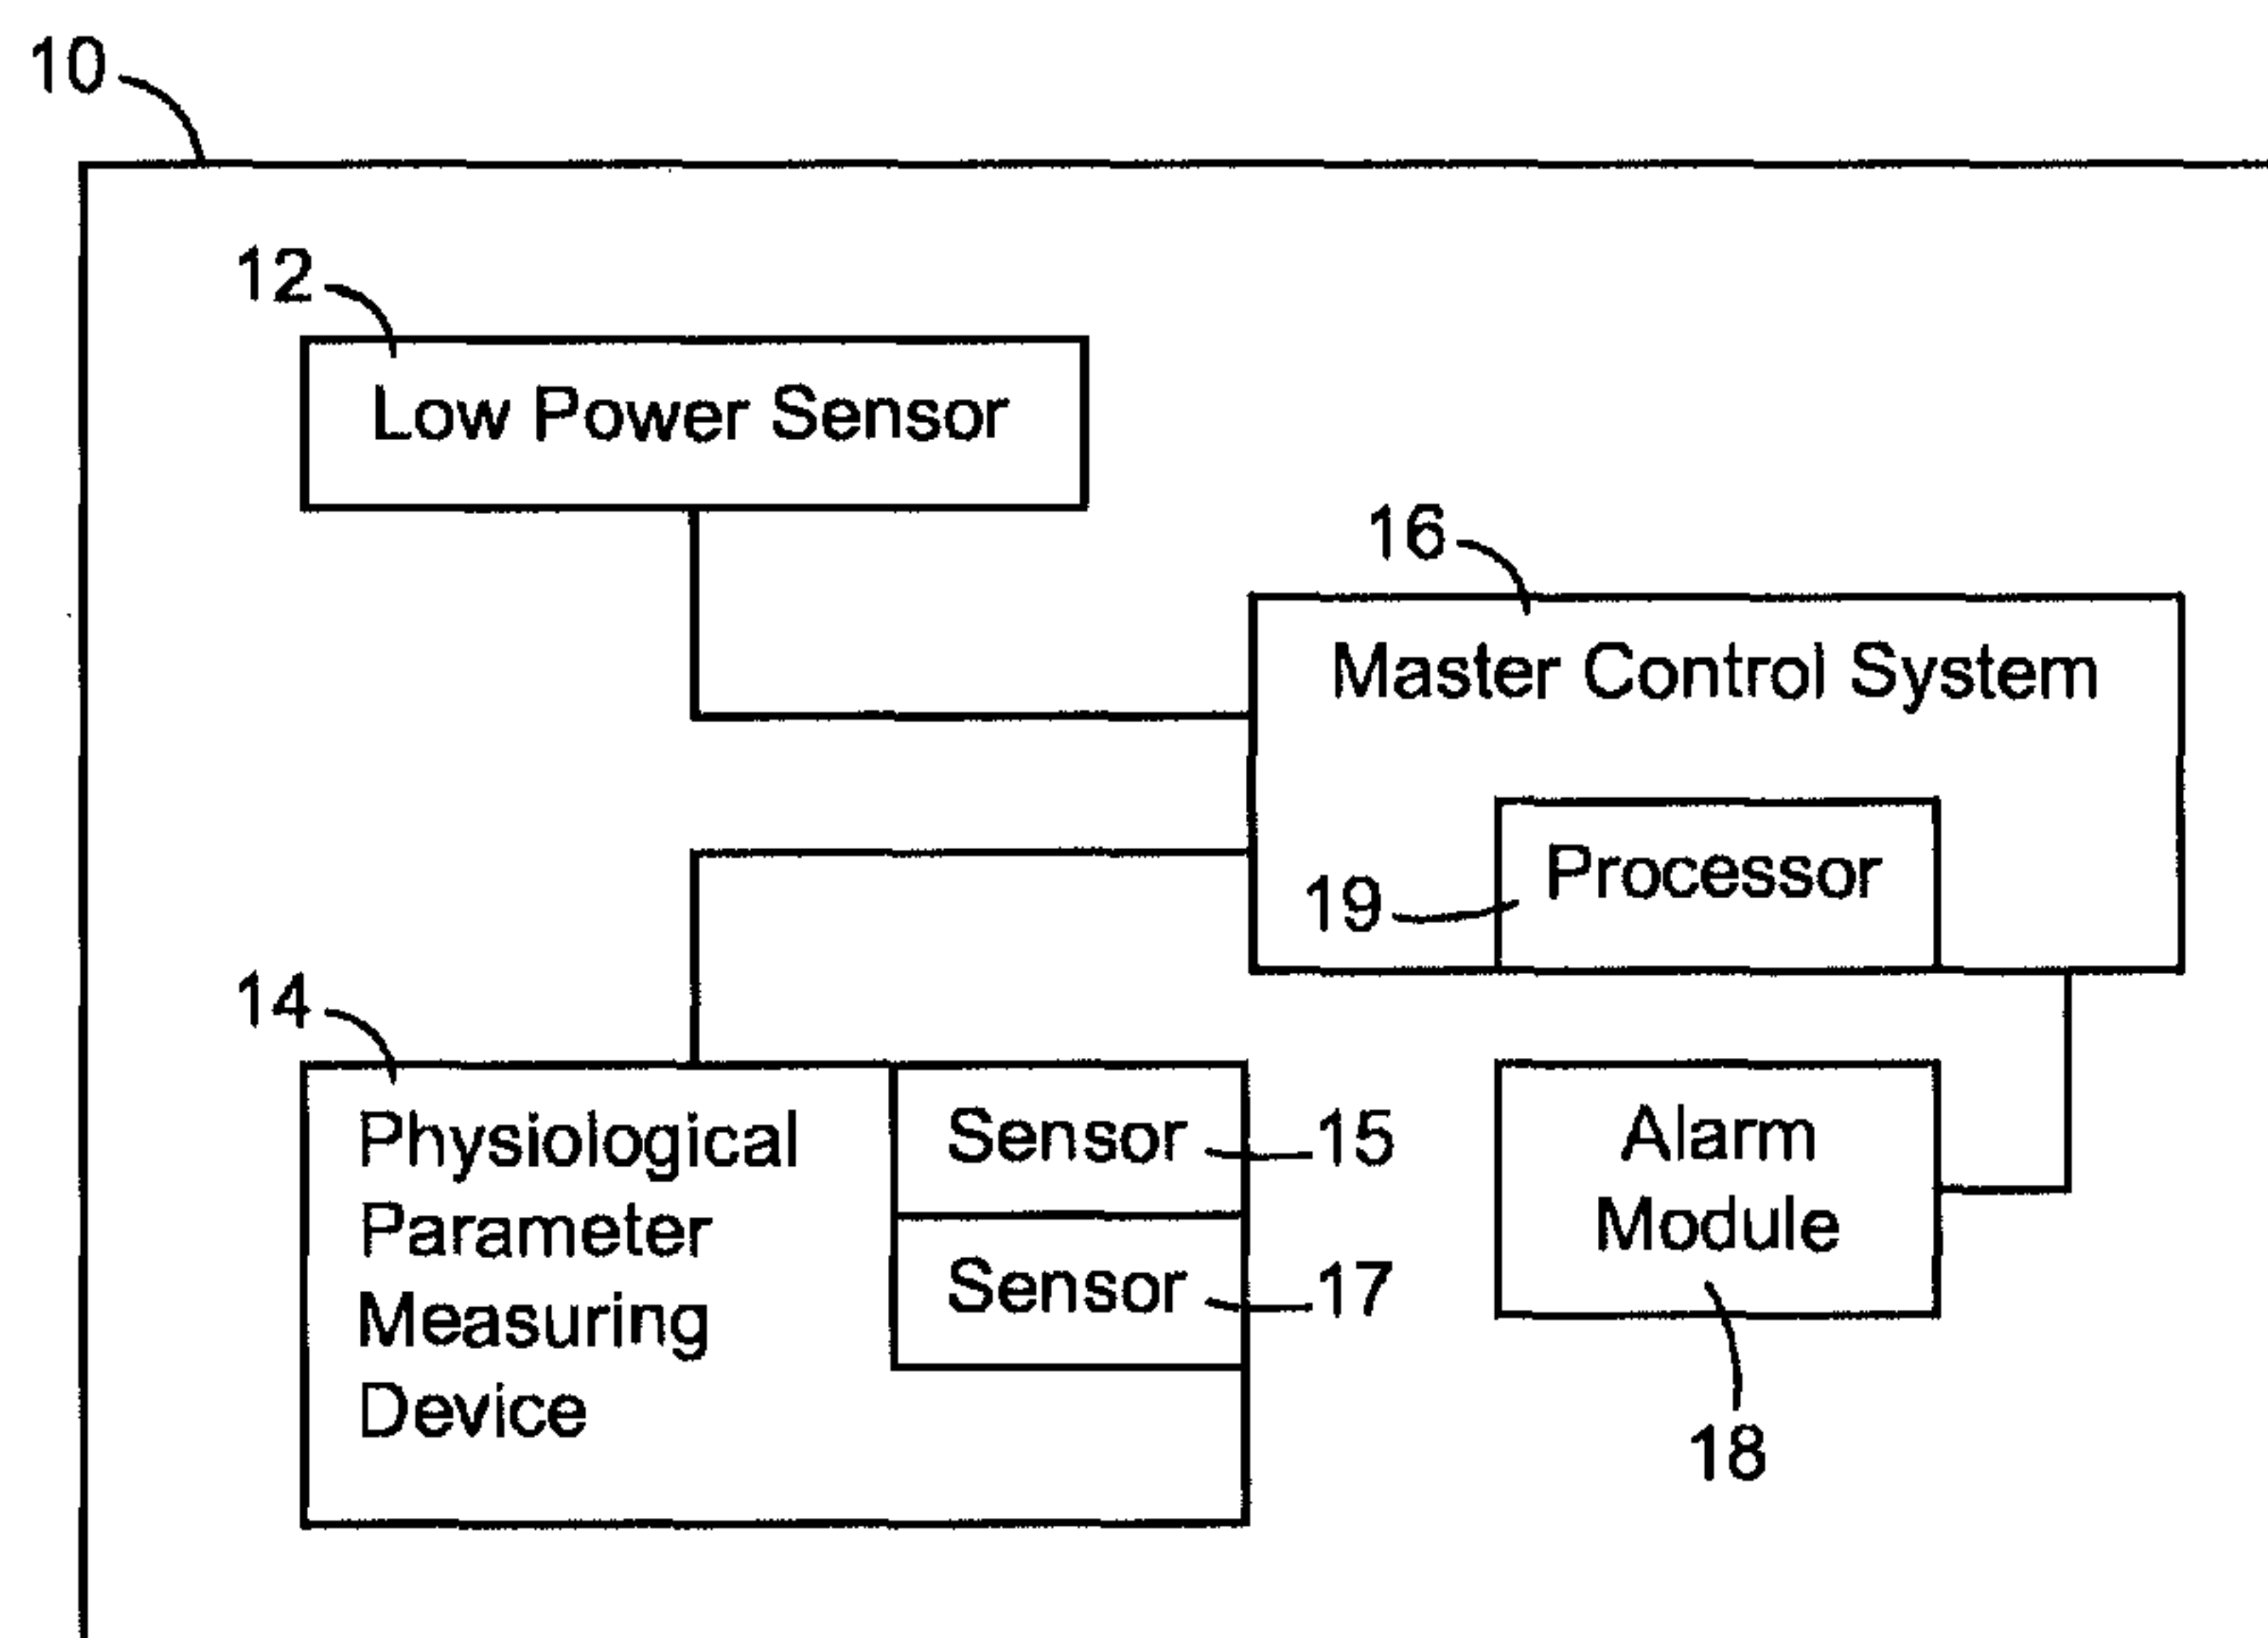 10
12
Low Power Sensor
16
Master Control System
Processor
19
14
Physiological
Parameter
Measuring
Device
Sensor
15
Sensor
17
Alarm
Module
18